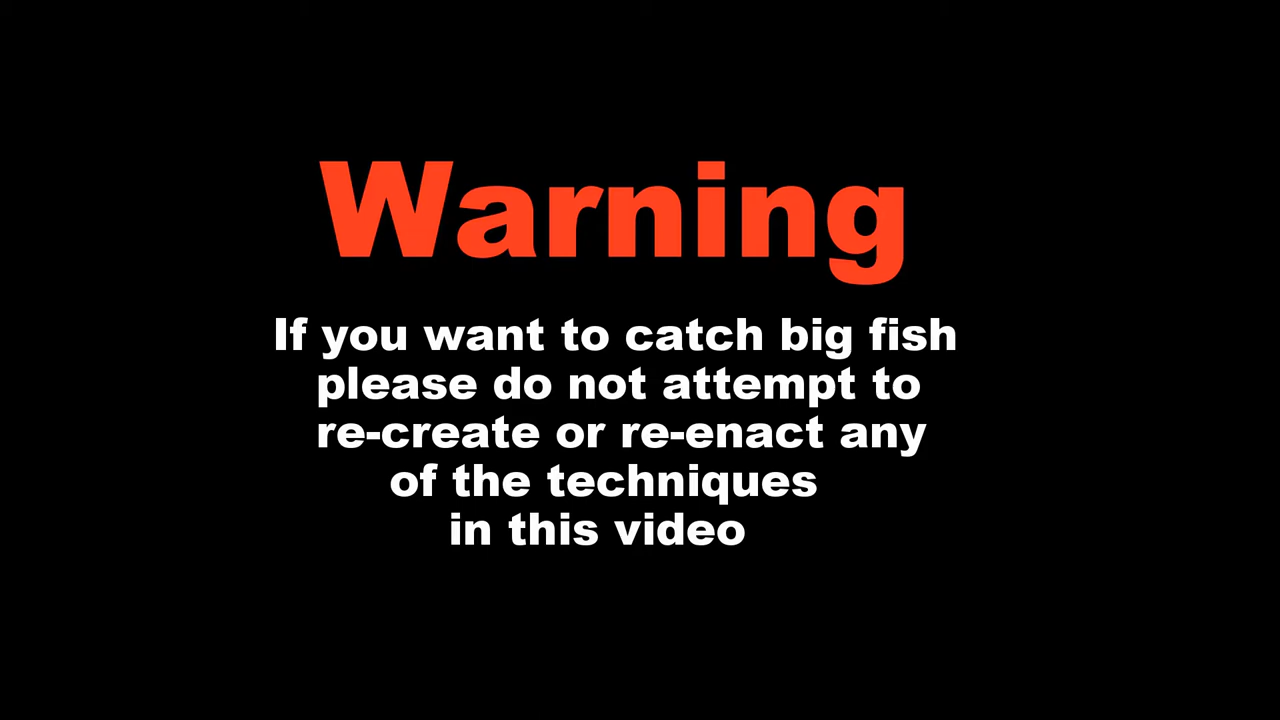 Warning
If you want to catch big fish
please do not attempt to
re-create or re-enact any
of the techniques
in this video